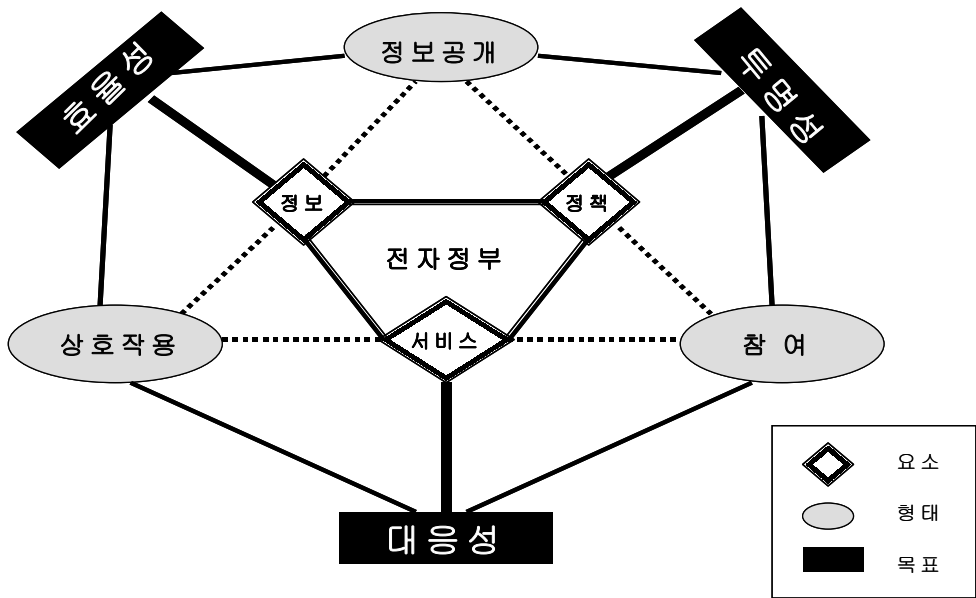 효율성
정보공개
투명성
정보
정책
전자정부
상호작용
서비스
참 여
대응성
요소
형태
목표